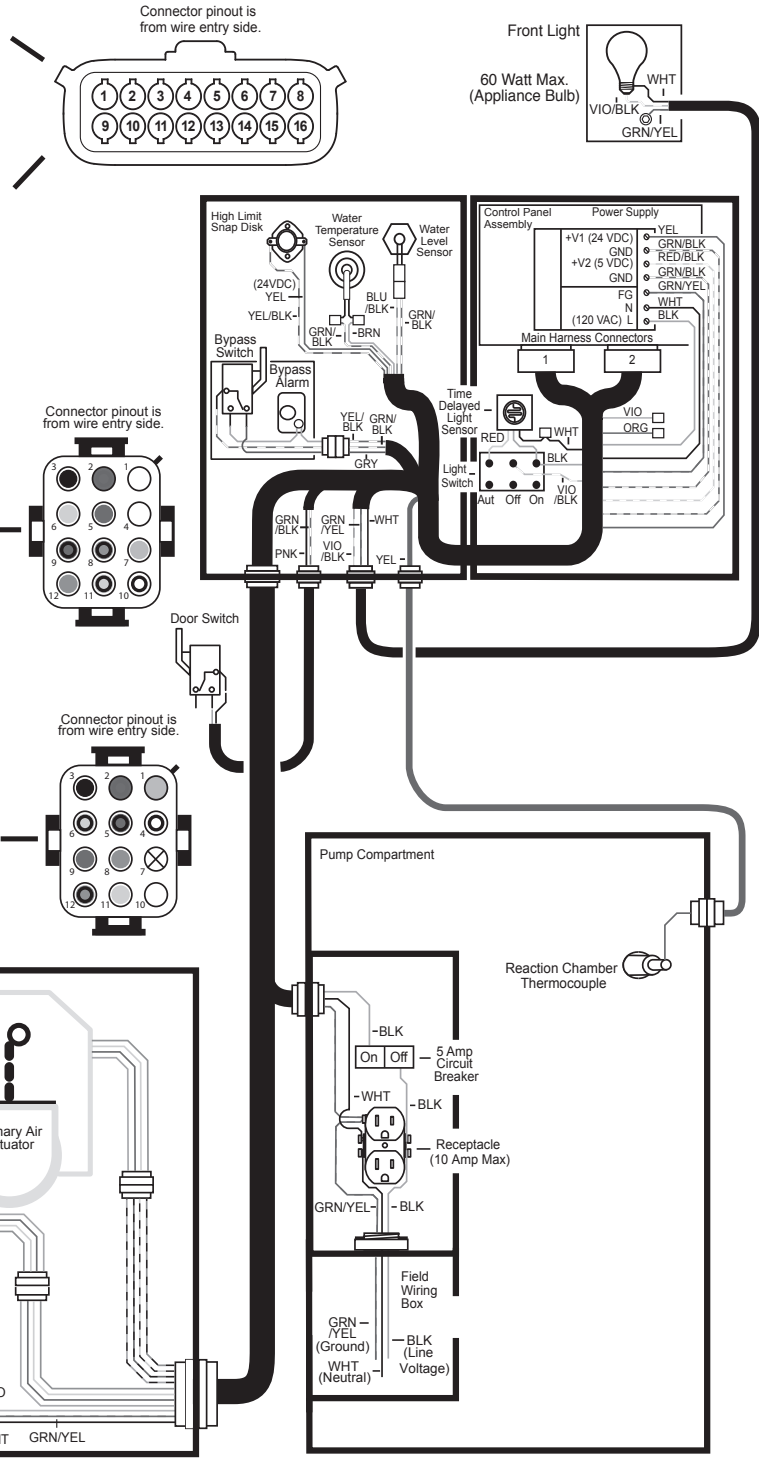 Connector pinout is
from wire entry side.
1 2 3 4 5 6 7 8
9 10 11 12 13 14 15 16
Front Light
60 Watt Max.
(Appliance Bulb)
WHT
VIO/BLK
GRN/YEL
High Limit
Snap Disk
Water
Temperature
Sensor
Water
Level
Sensor
(24VDC)
YEL
YEL/BLK
GRN/
BLK
BRN
BLU
/BLK
GRN/
BLK
Bypass
Switch
Bypass
Alarm
YEL/
BLK
GRN/
BLK
GRY
Control Panel
Assembly
Power Supply
+V1 (24 VDC)
GND
+V2 (5 VDC)
GND
FG
N
(120 VAC) L
YEL
GRN/BLK
RED/BLK
GRN/BLK
GRN/YEL
WHT
BLK
Main Harness Connectors
1
2
Time
Delayed
Light
Sensor
RED
WHT
BLK
VIO
ORG
Light
Switch
VIO
/BLK
Aut Off On
GRN
/BLK
PNK
GRN
/YEL
VIO
/BLK
WHT
YEL
Connector pinout is
from wire entry side.
3 2 1
6 5 4
9 8 7
12 11 10
Door Switch
Connector pinout is
from wire entry side.
3 2 1
6 5 4
9 8 7
12 11 10
Pump Compartment
Reaction Chamber
Thermocouple
BLK
On Off
5 Amp
Circuit
Breaker
WHT
BLK
Receptacle
(10 Amp Max)
GRN/YEL
BLK
Field
Wiring
Box
GRN
/YEL
(Ground)
WHT
(Neutral)
BLK
(Line
Voltage)
nary Air
tuator
GRN/YEL